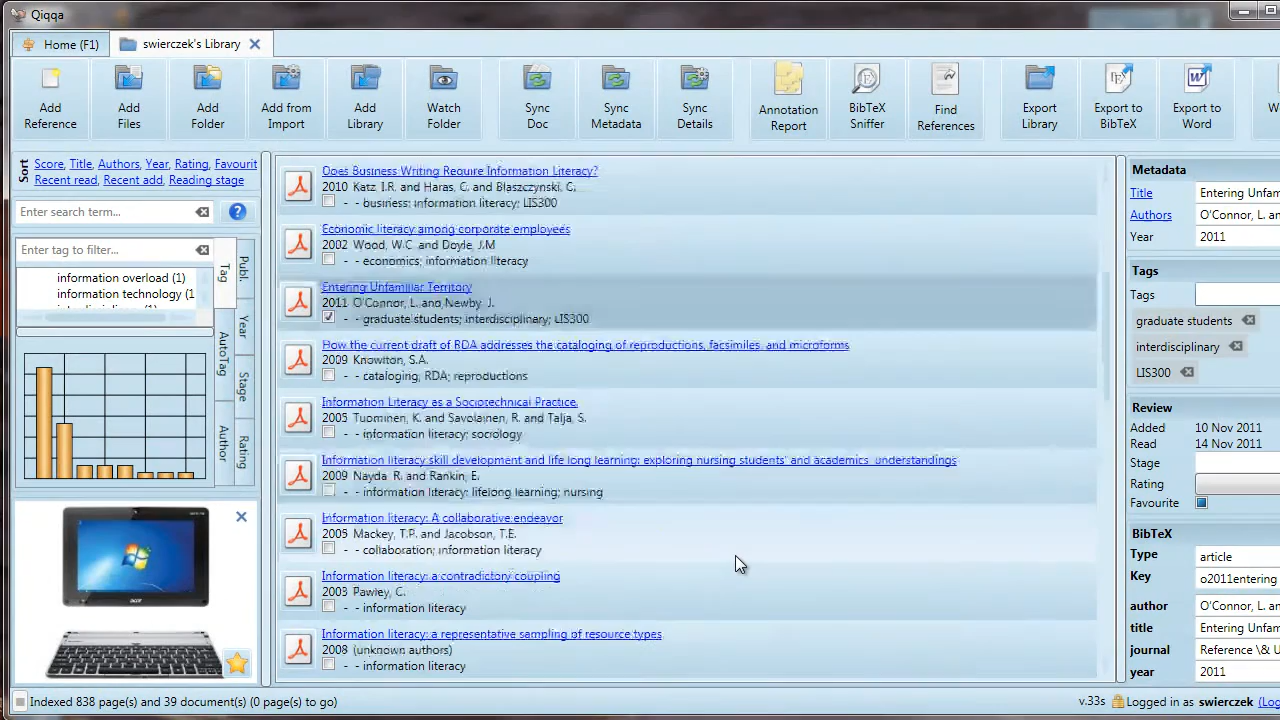 Qiqqa
Home (F1)
swierczek's Library
Add Reference
Add Files
Add Folder
Add from Import
Add Library
Watch Folder
Sync Doc
Sync Metadata
Sync Details
Annotation Report
BibTeX Sniffer
Find References
Export Library
Export to BibTeX
Export to Word
Sort
Score, Title, Authors, Year, Rating, Favourit
Recent read, Recent add, Reading stage
Enter search term...
Enter tag to filter...
information overload (1)
information technology (1
Tag
AutoTag
Author
Publ.
Year
Stage
Rating
acer
Does Business Writing Require Information Literacy?
2010 Katz, I.R. and Haras, C. and Blaszczynski, C.
- - business; information literacy; LIS300
Economic literacy among corporate employees
2002 Wood, W.C and Doyle, J.M
- - economics; information literacy
Entering Unfamiliar Territory
2011 O'Connor, L. and Newby, J.
- - graduate students; interdisciplinary; LIS300
How the current draft of RDA addresses the cataloging of reproductions, facsimiles, and microforms
2009 Knowlton, S.A.
- - cataloging, RDA; reproductions
Information Literacy as a Sociotechnical Practice.
2005 Tuominen, K. and Savolainen, R. and Talja, S.
- - information literacy; sociology
Information literacy skill development and life long learning: exploring nursing students' and academics' understandings
2009 Nayda, R. and Rankin, E.
- - information literacy; lifelong learning; nursing
Information literacy: A collaborative endeavor
2005 Mackey, T.P. and Jacobson, T.E.
- - collaboration; information literacy
Information literacy: a contradictory coupling
2003 Pawley, C.
- - information literacy
Information literacy: a representative sampling of resource types
2008 (unknown authors)
- - information literacy
Metadata
Title Entering Unfam
Authors O'Connor, L. an
Year 2011
Tags
Tags
graduate students
interdisciplinary
LIS300
Review
Added 10 Nov 2011
Read 14 Nov 2011
Stage
Rating
Favourite
BibTeX
Type article
Key o2011entering
author O'Connor, L. and
title Entering Unfam
journal Reference \& U
year 2011
Indexed 838 page(s) and 39 document(s) (0 page(s) to go)
v.33s
Logged in as swierczek (Log